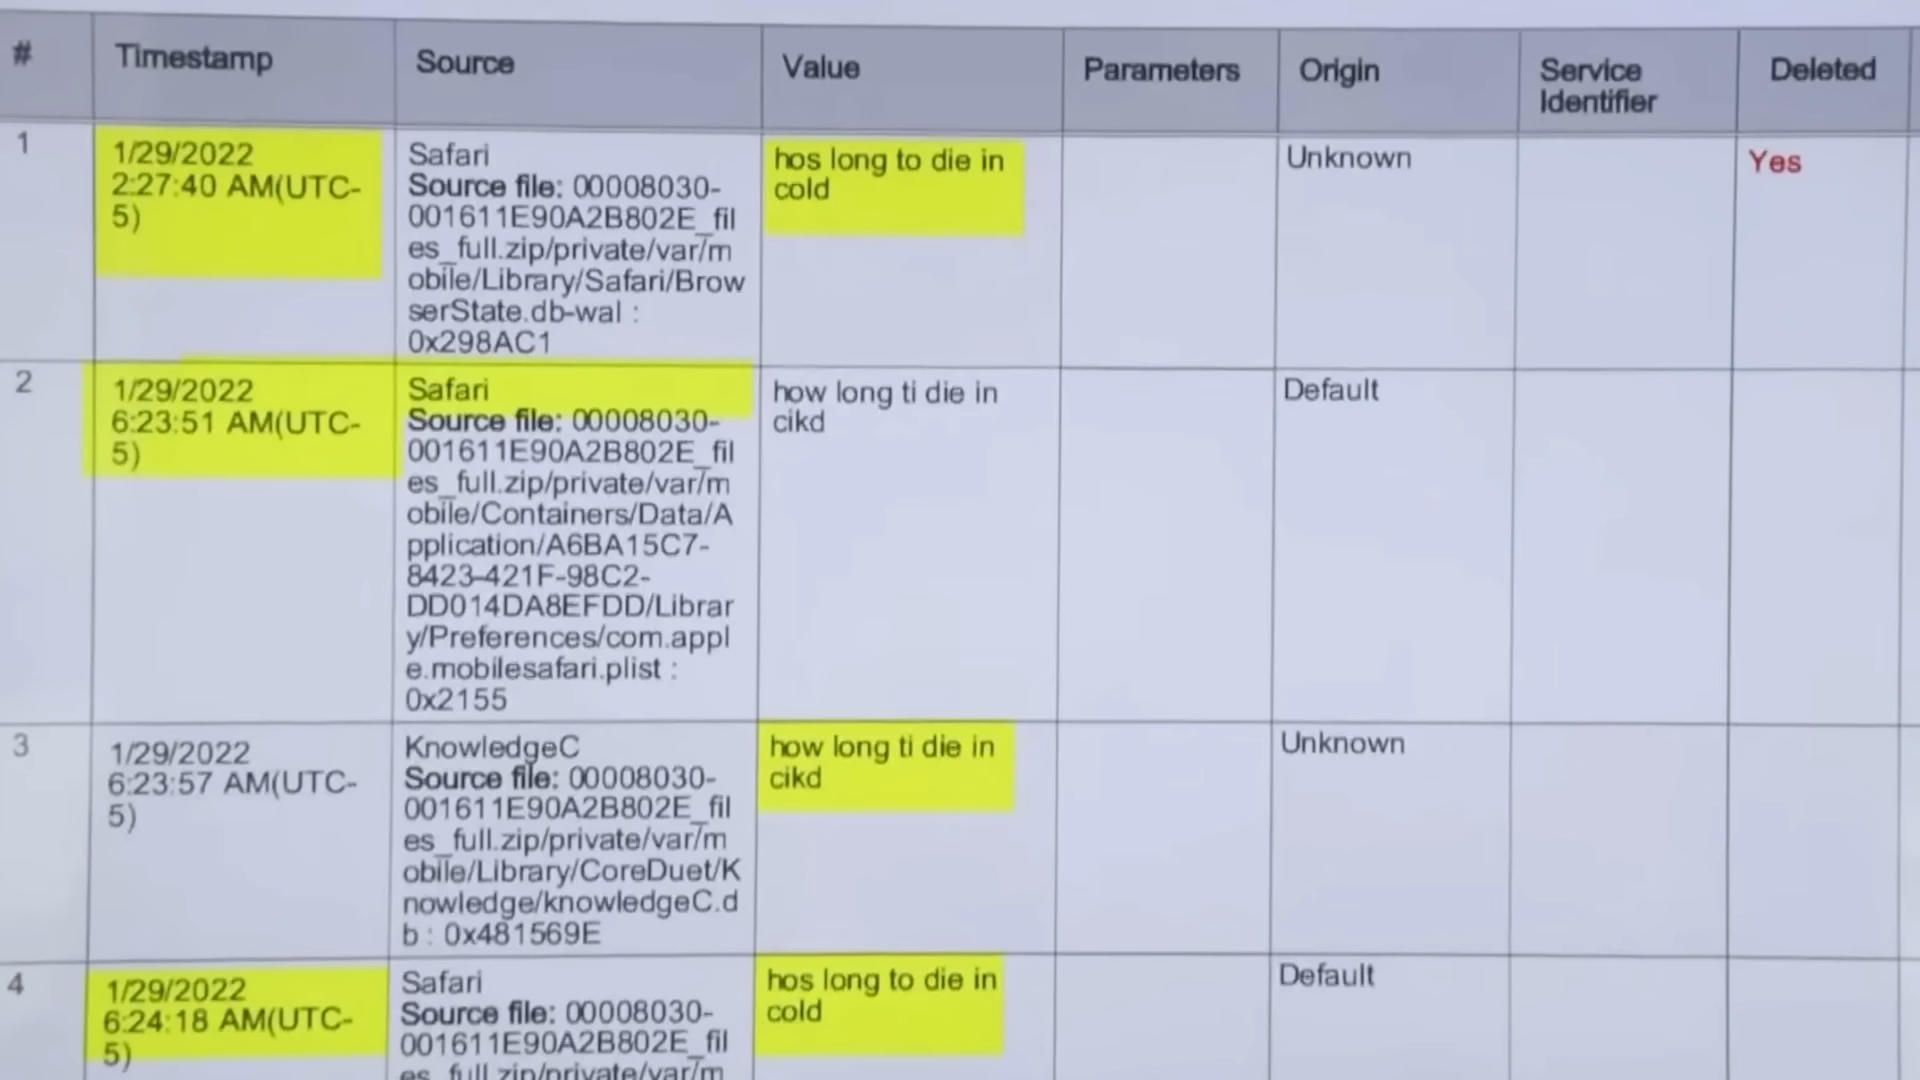 # Timestamp Source Value Parameters Origin Service Identifier Deleted
1
1/29/2022
2:27:40 AM(UTC-
5)
Safari
Source file: 00008030-
001611E90A2B802E_fil
es_full.zip/private/var/m
obile/Library/Safari/Brow
serState.db-wal :
0x298AC1
hos long to die in
cold
Unknown
Yes
2
1/29/2022
6:23:51 AM(UTC-
5)
Safari
Source file: 00008030-
001611E90A2B802E_fil
es_full.zip/private/var/m
obile/Containers/Data/A
pplication/A6BA15C7-
8423-421F-98C2-
DD014DA8EFDD/Librar
y/Preferences/com.appl
e.mobilesafari.plist :
0x2155
how long ti die in
cikd
Default
3
1/29/2022
6:23:57 AM(UTC-
5)
KnowledgeC
Source file: 00008030-
001611E90A2B802E_fil
es_full.zip/private/var/m
obile/Library/CoreDuet/K
nowledge/knowledgeC.d
b : 0x481569E
how long ti die in
cikd
Unknown
4
1/29/2022
6:24:18 AM(UTC-
5)
Safari
Source file: 00008030-
001611E90A2B802E_fil
es_full.zip/private/var/m
hos long to die in
cold
Default